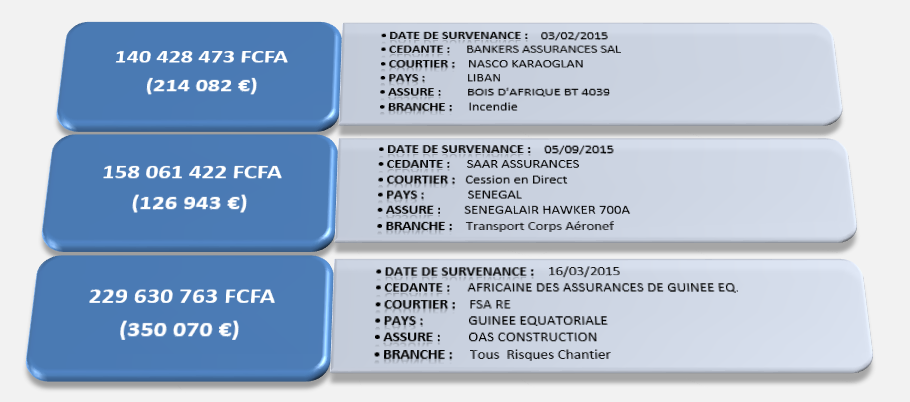 140 428 473 FCFA
(214 082 €)
• DATE DE SURVENANCE : 03/02/2015
• CEDANTE : BANKERS ASSURANCES SAL
• COURTIER : NASCO KARAOGLAN
• PAYS : LIBAN
• ASSURE : BOIS D'AFRIQUE BT 4039
• BRANCHE : Incendie
158 061 422 FCFA
(126 943 €)
• DATE DE SURVENANCE : 05/09/2015
• CEDANTE : SAAR ASSURANCES
• COURTIER : Cession en Direct
• PAYS : SENEGAL
• ASSURE : SENEGALAIR HAWKER 700A
• BRANCHE : Transport Corps Aéronef
229 630 763 FCFA
(350 070 €)
• DATE DE SURVENANCE : 16/03/2015
• CEDANTE : AFRICAINE DES ASSURANCES DE GUINEE EQ.
• COURTIER : FSA RE
• PAYS : GUINEE EQUATORIALE
• ASSURE : OAS CONSTRUCTION
• BRANCHE : Tous Risques Chantier